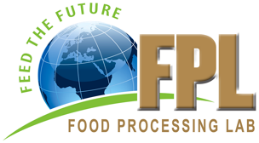 FEED THE FUTURE
FPL
FOOD PROCESSING LAB